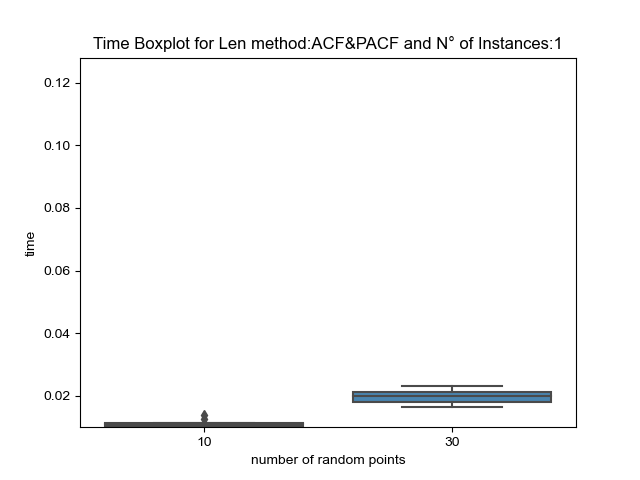 Time Boxplot for Len method:ACF&PACF and N° of Instances:1
0.12
0.10
0.08
0.06
0.04
0.02
time
10
30
number of random points